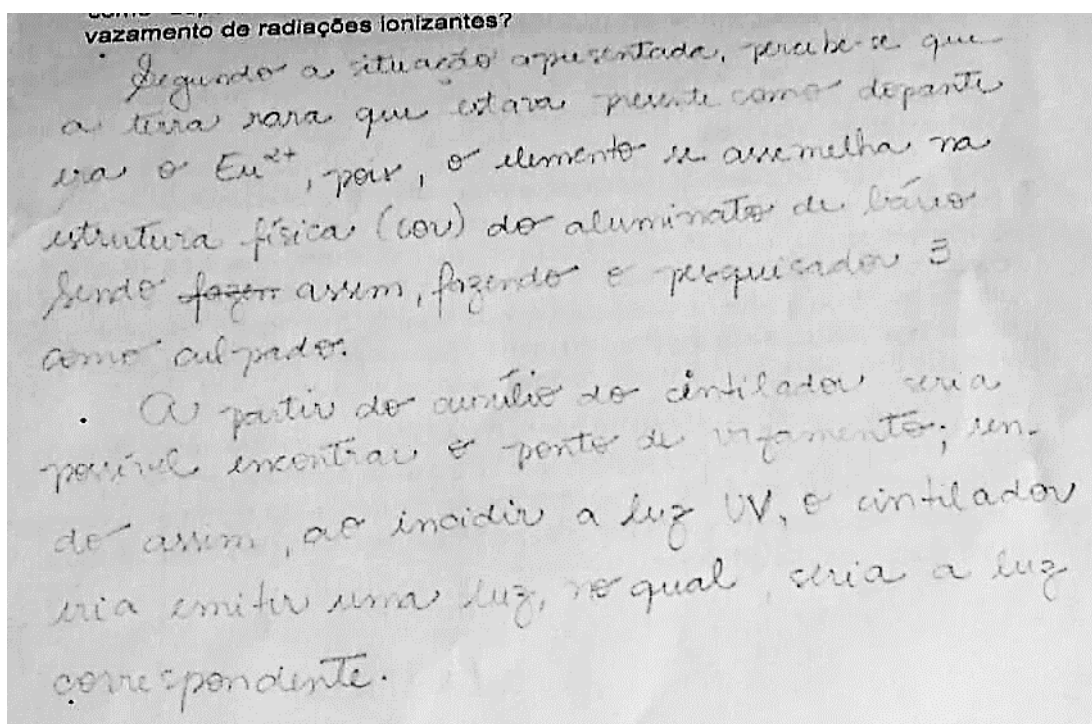 vazamento de radiações ionizantes?
Segundo a situação apresentada, percebe-se que
a terra rara que estava presente como dopante
era o Eu²⁺, pois, o elemento se assemelha na
estrutura física (cor) do aluminato de bário
Sendo fazen assim, fazendo o pesquisador 3
como culpado.
. A partir do auxílio do cintilador seria
possível encontrar o ponto de vazamento; sen-
do assim, ao incidir a luz UV, o cintilador
iria emitir uma luz, no qual, seria a luz
correspondente.